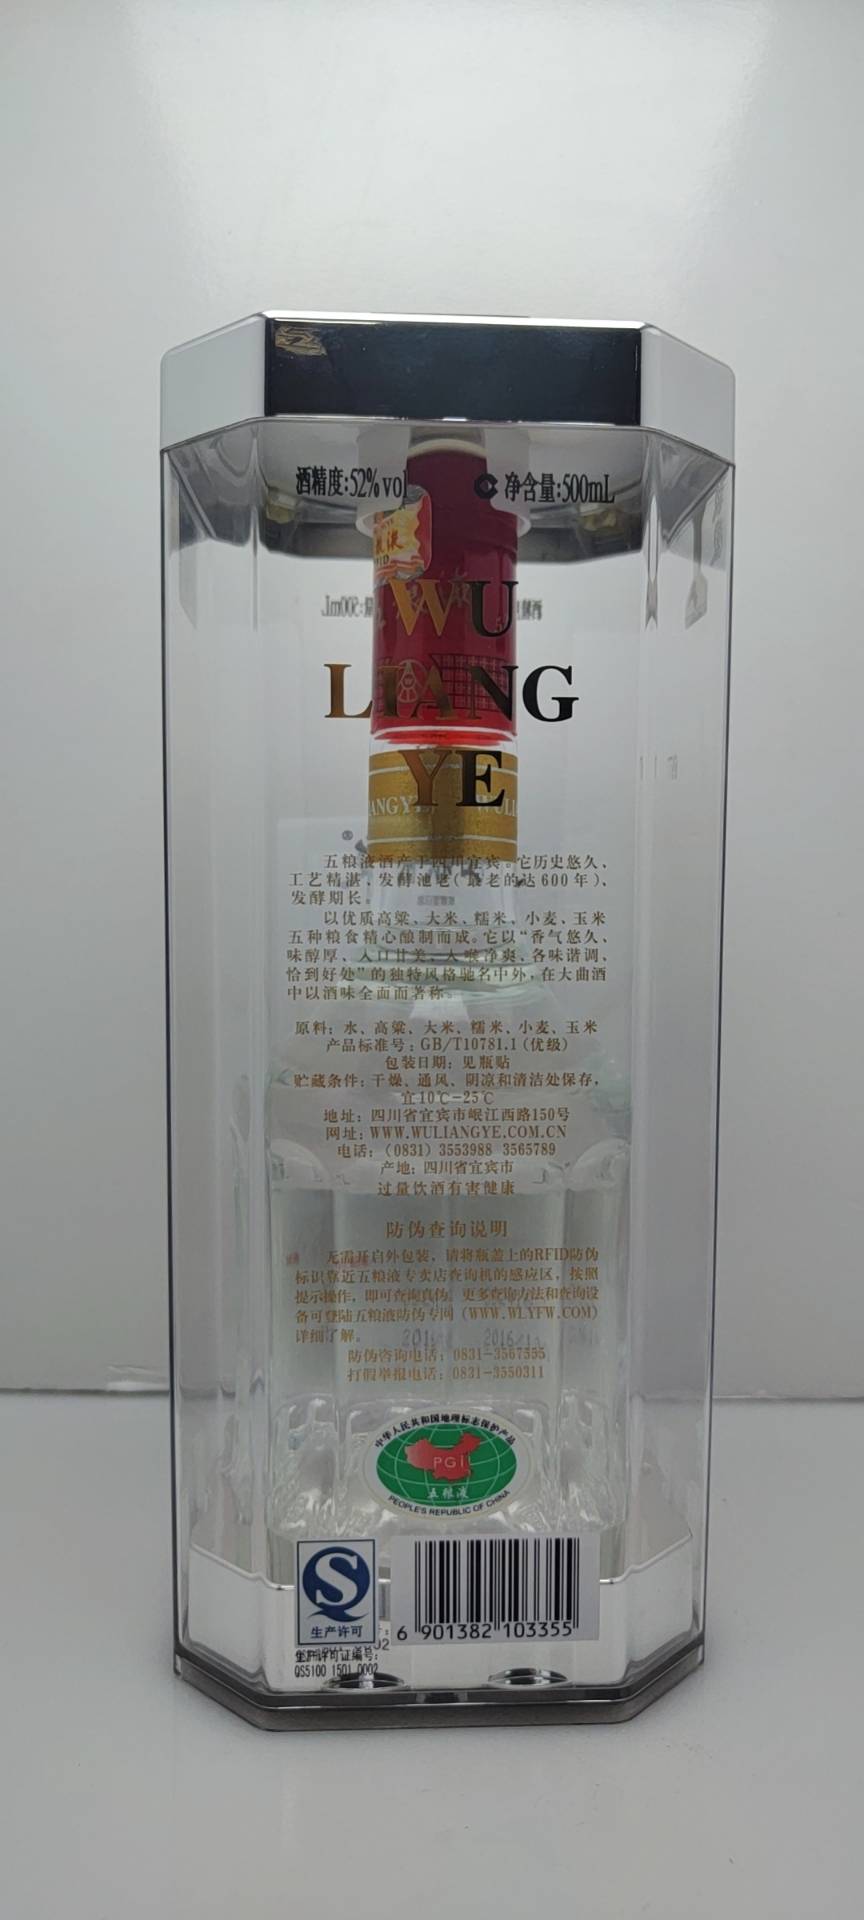 酒精度:52%vol
C 净含量:500mL
WU
LIANG
YE
五粮液酒产于四川宜宾。它历史悠久、
工艺精湛、发酵池老(最老的达600年)、
发酵期长。
以优质高粱、大米、糯米、小麦、玉米
五种粮食精心酿制而成。它以“香气悠久、
味醇厚、入口甘美、入喉净爽、各味谐调、
恰到好处”的独特风格驰名中外,在大曲酒
中以酒味全面而著称。
原料: 水、高粱、大米、糯米、小麦、玉米
产品标准号: GB/T10781.1 (优级)
包装日期: 见瓶贴
贮藏条件: 干燥、通风、阴凉和清洁处保存,
宜10℃-25℃
地址: 四川省宜宾市岷江西路150号
网址: WWW.WULIANGYE.COM.CN
电话: (0831) 3553988 3565789
产地: 四川省宜宾市
过量饮酒有害健康
防伪查询说明
无需开启外包装, 请将瓶盖上的RFID防伪
标识靠近五粮液专卖店查询机的感应区, 按照
提示操作, 即可查询真伪。更多查询方法和查询设
备可登陆五粮液防伪专网 (WWW.WLYFW.COM)
详细了解。
防伪咨询电话: 0831-3567555
打假举报电话: 0831-3550311
中华人民共和国地理标志保护产品
PGI
五粮液
PEOPLE'S REPUBLIC OF CHINA
QS
生产许可
生产许可证编号:
QS5100 1501 0002
6 901382 103355